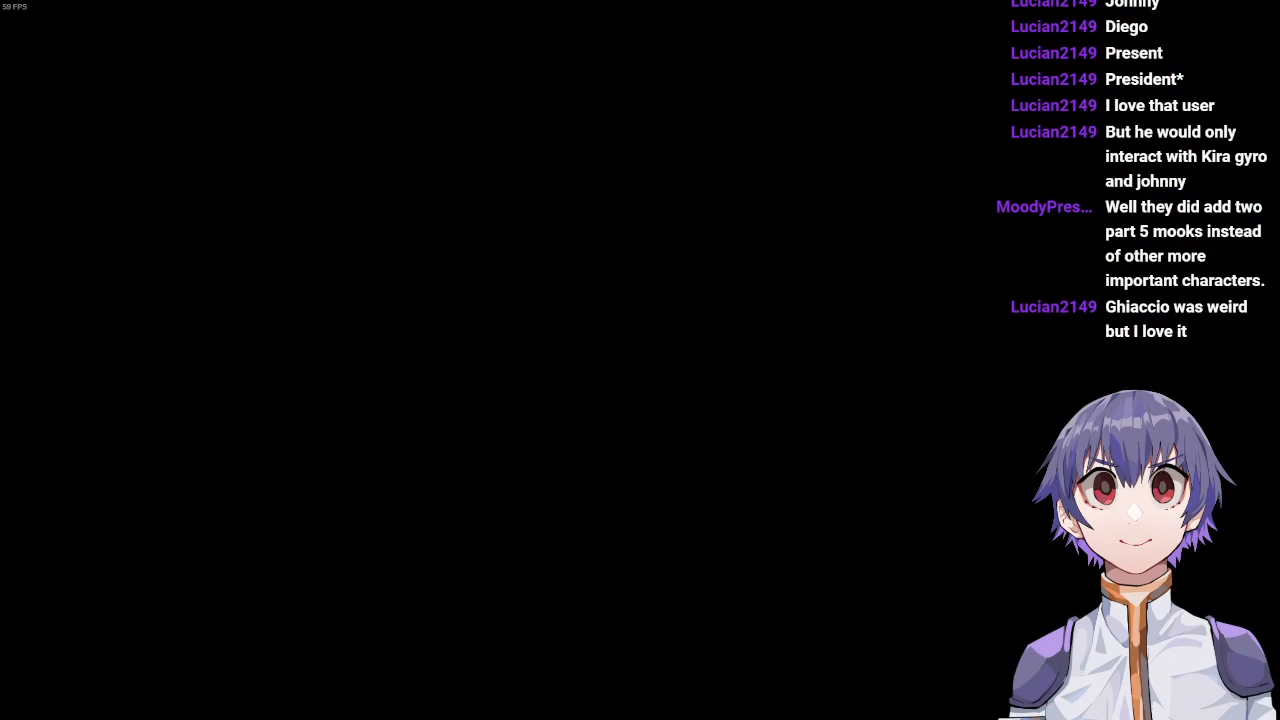 59 FPS
Lucian2149 Johnny
Lucian2149 Diego
Lucian2149 Present
Lucian2149 President*
Lucian2149 I love that user
Lucian2149 But he would only
interact with Kira gyro
and johnny
MoodyPres... Well they did add two
part 5 mooks instead
of other more
important characters.
Lucian2149 Ghiaccio was weird
but I love it